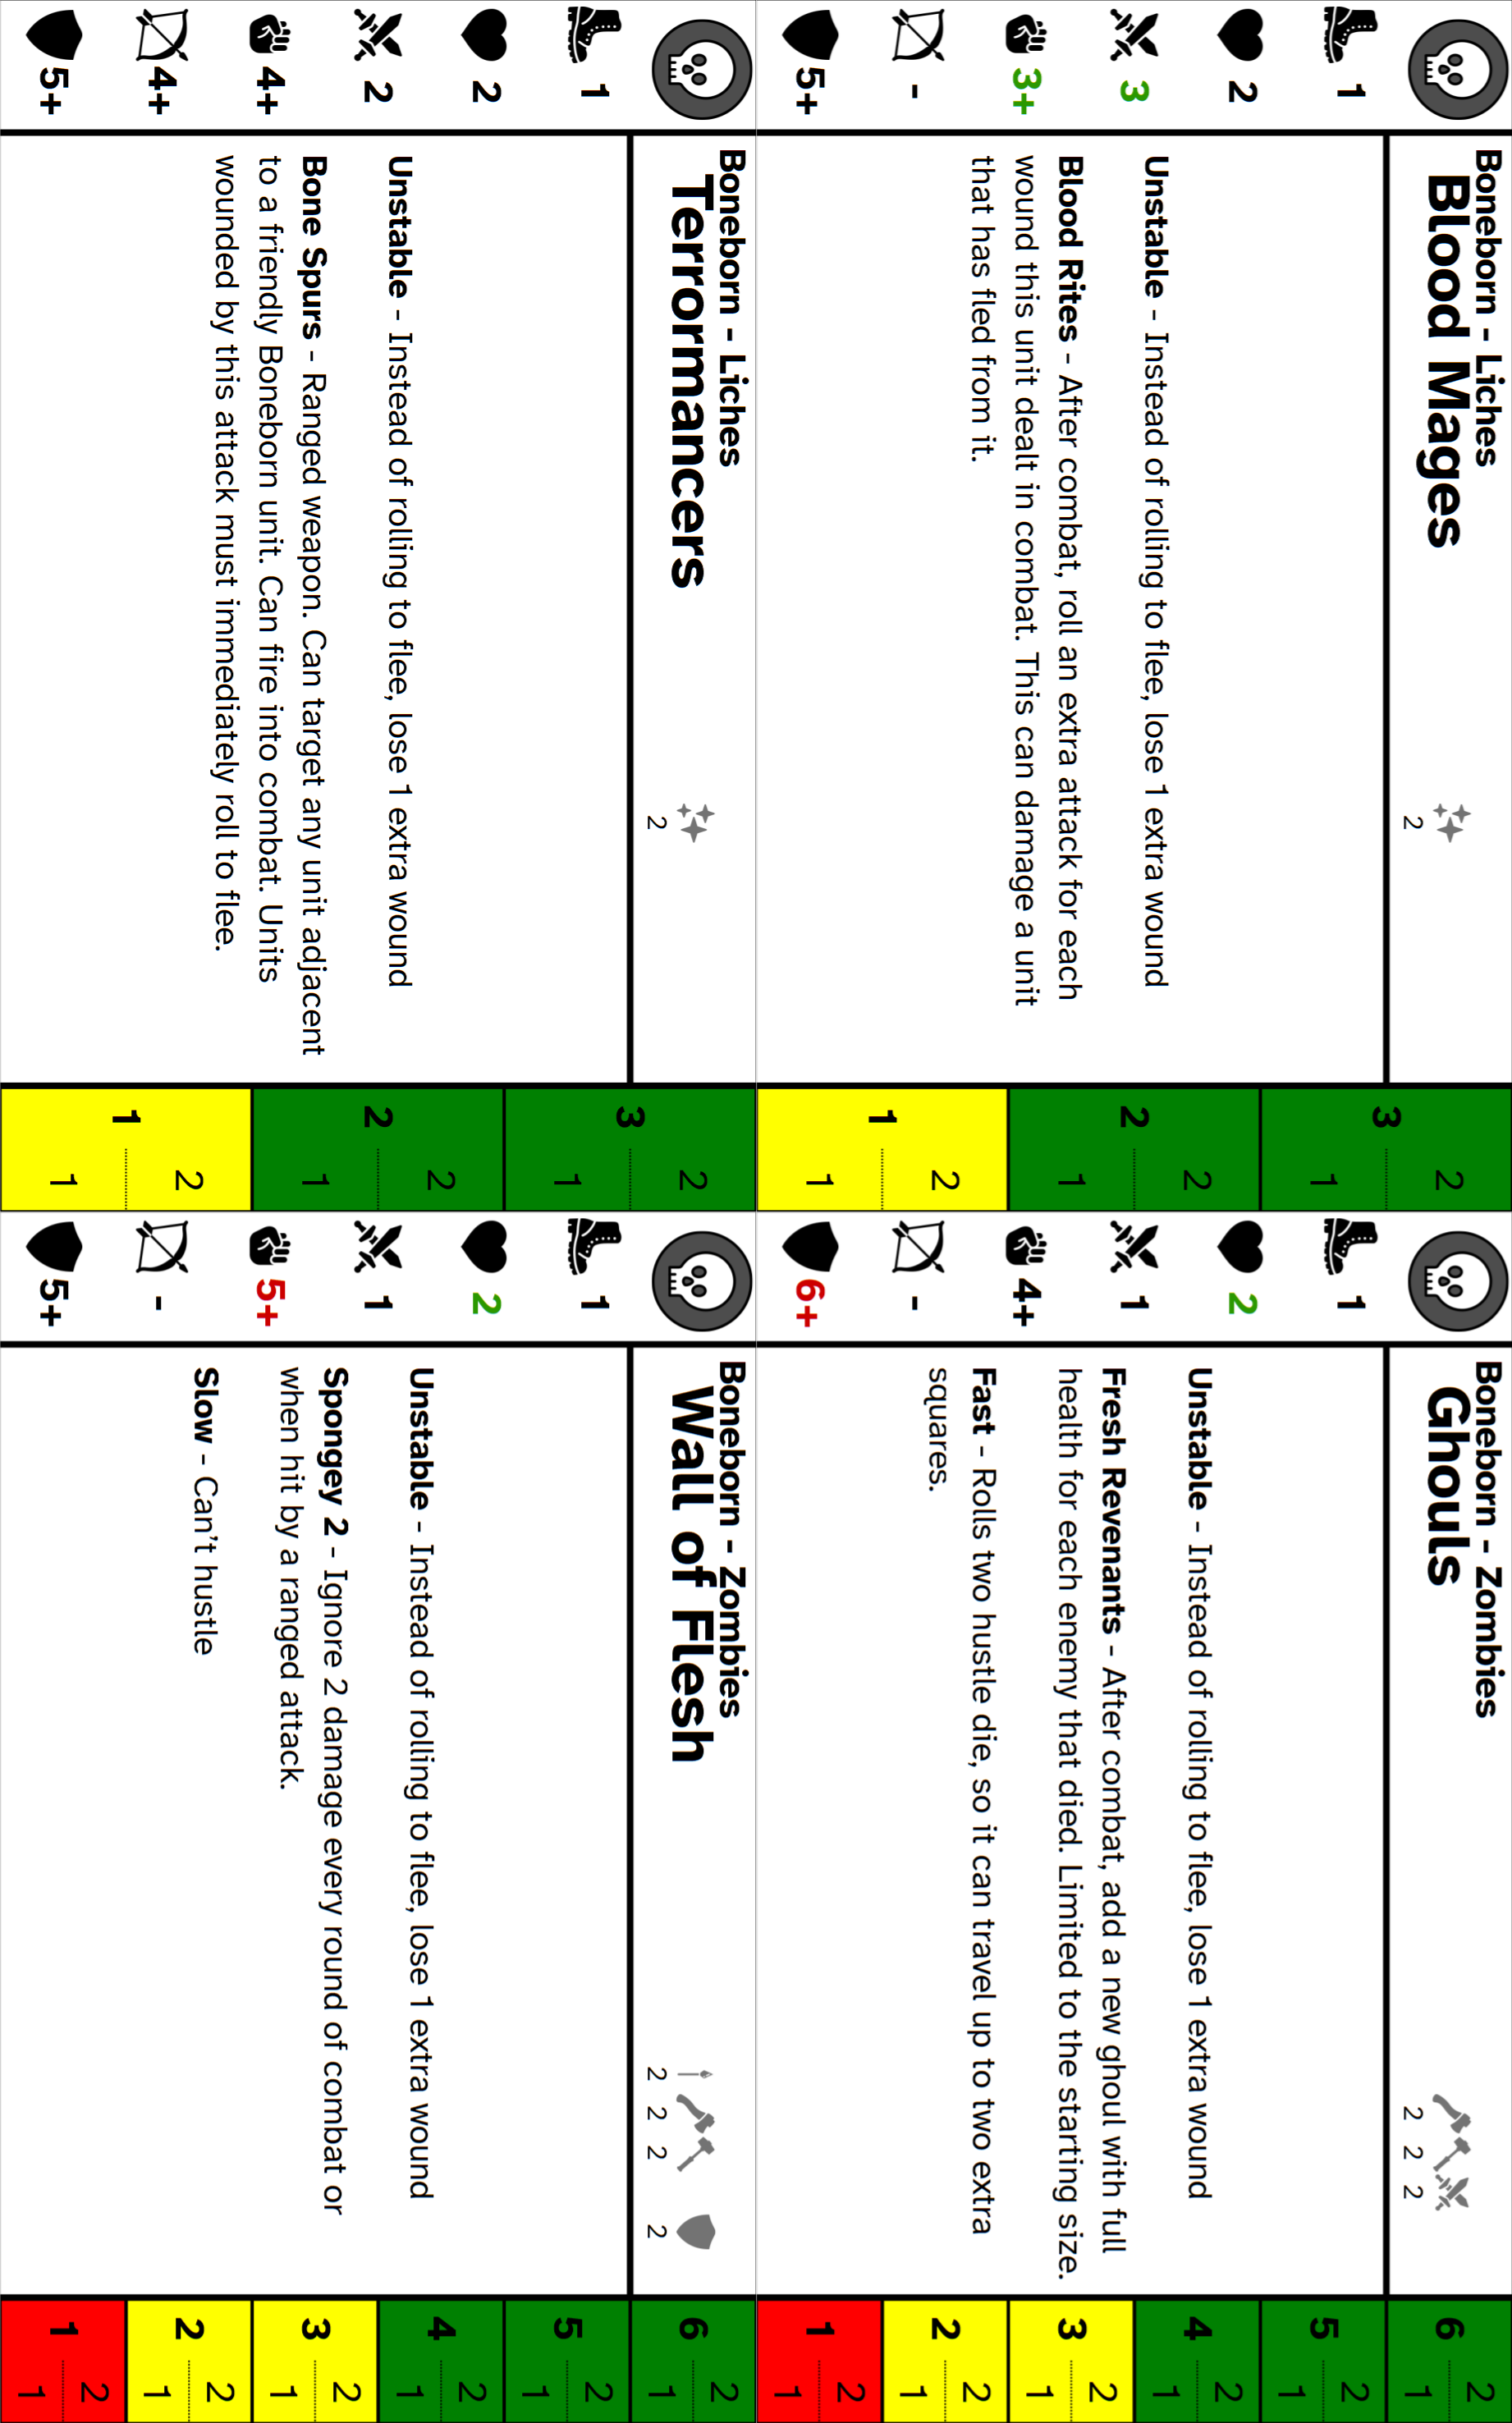 Boneborn - Liches
Blood Mages
2
1
2
3
3+
-
5+
Unstable - Instead of rolling to flee, lose 1 extra wound
Blood Rites - After combat, roll an extra attack for each
wound this unit dealt in combat. This can damage a unit
that has fled from it.
3
2
1
2
2
1
1
2
1
Boneborn - Zombies
Ghouls
2 2 2
1
2
1
4+
-
6+
Unstable - Instead of rolling to flee, lose 1 extra wound
Fresh Revenants - After combat, add a new ghoul with full
health for each enemy that died. Limited to the starting size.
Fast - Rolls two hustle die, so it can travel up to two extra
squares.
6
2
1
5
2
1
4
2
1
3
2
1
2
2
1
1
2
1
Boneborn - Liches
Terrormancers
2
1
2
2
4+
4+
5+
Unstable - Instead of rolling to flee, lose 1 extra wound
Bone Spurs - Ranged weapon. Can target any unit adjacent
to a friendly Boneborn unit. Can fire into combat. Units
wounded by this attack must immediately roll to flee.
3
2
1
2
2
1
1
2
1
Boneborn - Zombies
Wall of Flesh
2 2 2 2
1
2
1
5+
-
5+
Unstable - Instead of rolling to flee, lose 1 extra wound
Spongey 2 - Ignore 2 damage every round of combat or
when hit by a ranged attack.
Slow - Can't hustle
6
2
1
5
2
1
4
2
1
3
2
1
2
2
1
1
2
1